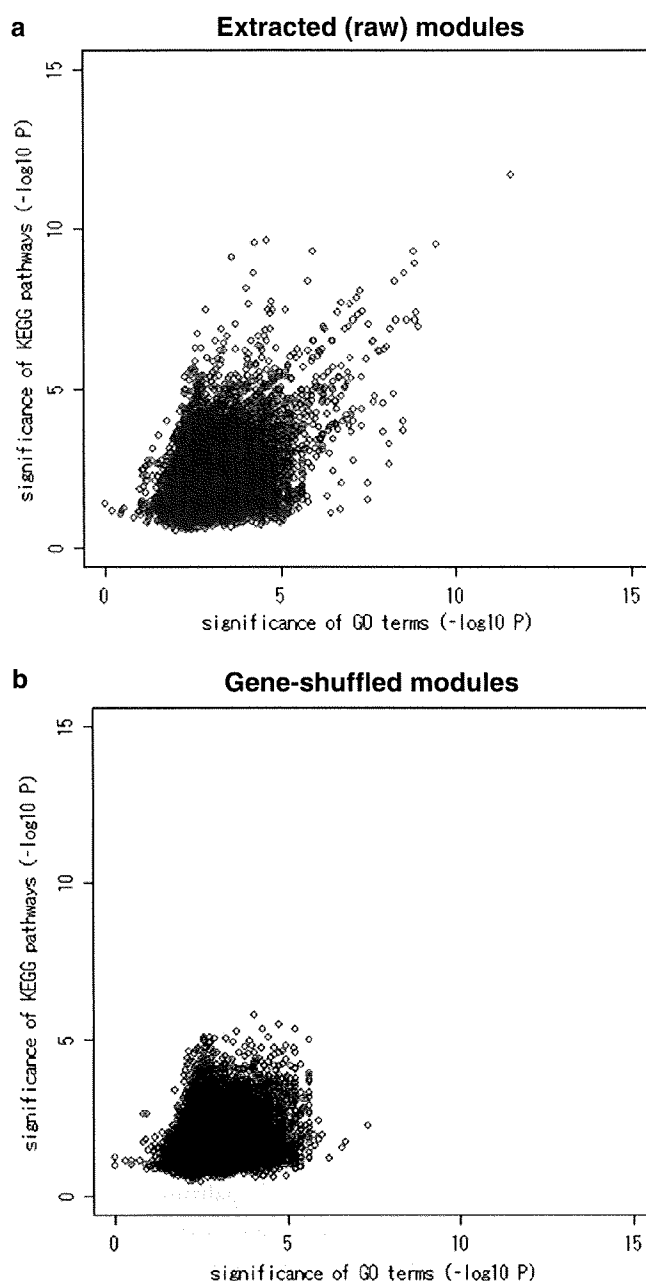 a
Extracted (raw) modules
15
10
5
0
significance of KEGG pathways (-log10 P)
0 5 10 15
significance of GO terms (-log10 P)
b
Gene-shuffled modules
15
10
5
0
significance of KEGG pathways (-log10 P)
0 5 10 15
significance of GO terms (-log10 P)